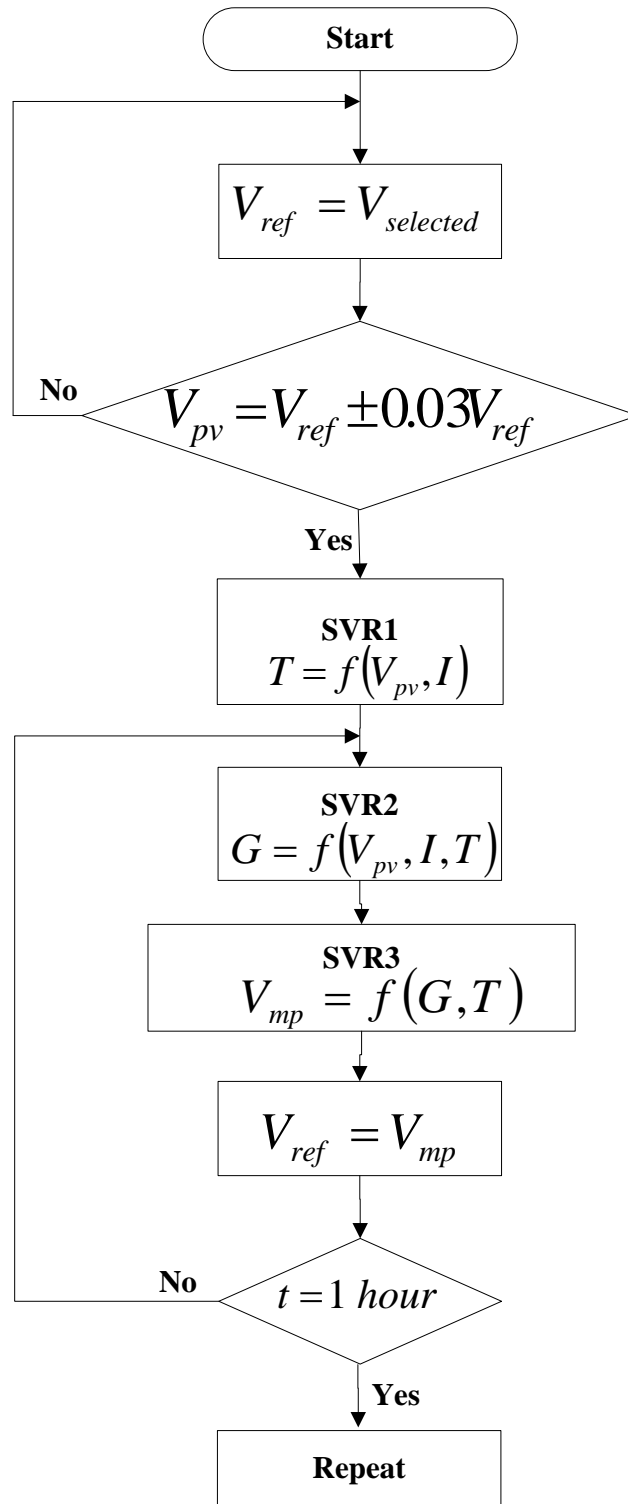 Start
V_ref = V_selected
No
V_pv = V_ref ± 0.03V_ref
Yes
SVR1
T = f(V_pv, I)
SVR2
G = f(V_pv, I, T)
SVR3
V_mp = f(G, T)
V_ref = V_mp
No
t = 1 hour
Yes
Repeat